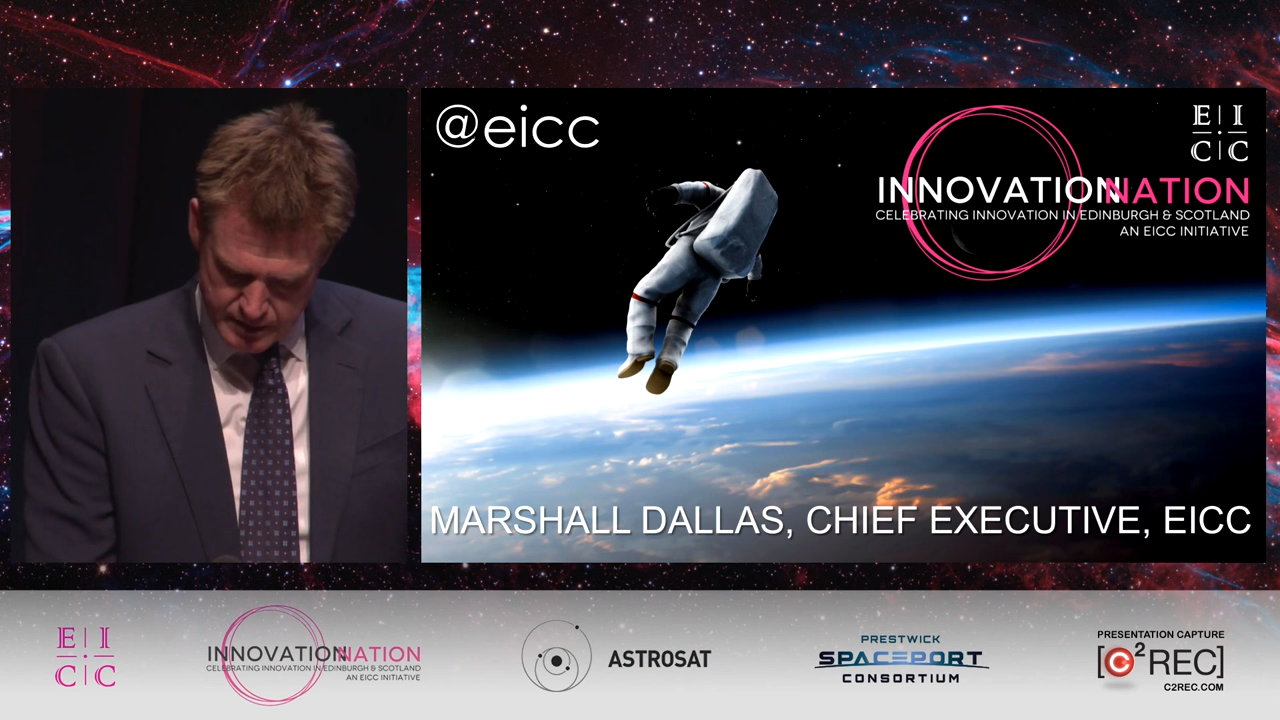 @eicc
E I
C C
INNOVATIONNATION
CELEBRATING INNOVATION IN EDINBURGH & SCOTLAND
AN EICC INITIATIVE
MARSHALL DALLAS, CHIEF EXECUTIVE, EICC
E I
C C
INNOVATIONNATION
CELEBRATING INNOVATION IN EDINBURGH & SCOTLAND
AN EICC INITIATIVE
ASTROSAT
PRESTWICK
SPACEPORT
CONSORTIUM
PRESENTATION CAPTURE
[C²REC]
C2REC.COM